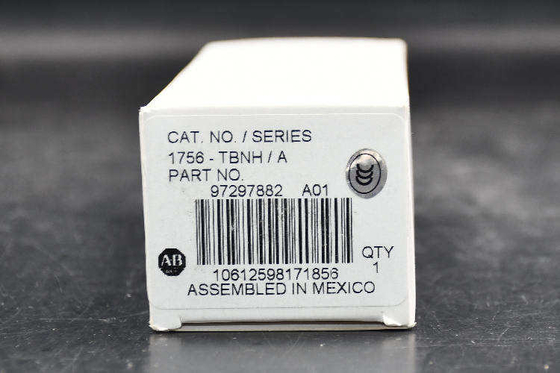 CAT. NO. / SERIES
1756 - TBNH / A
PART NO.
97297882 A01
AB
QTY
1
10612598171856
ASSEMBLED IN MEXICO